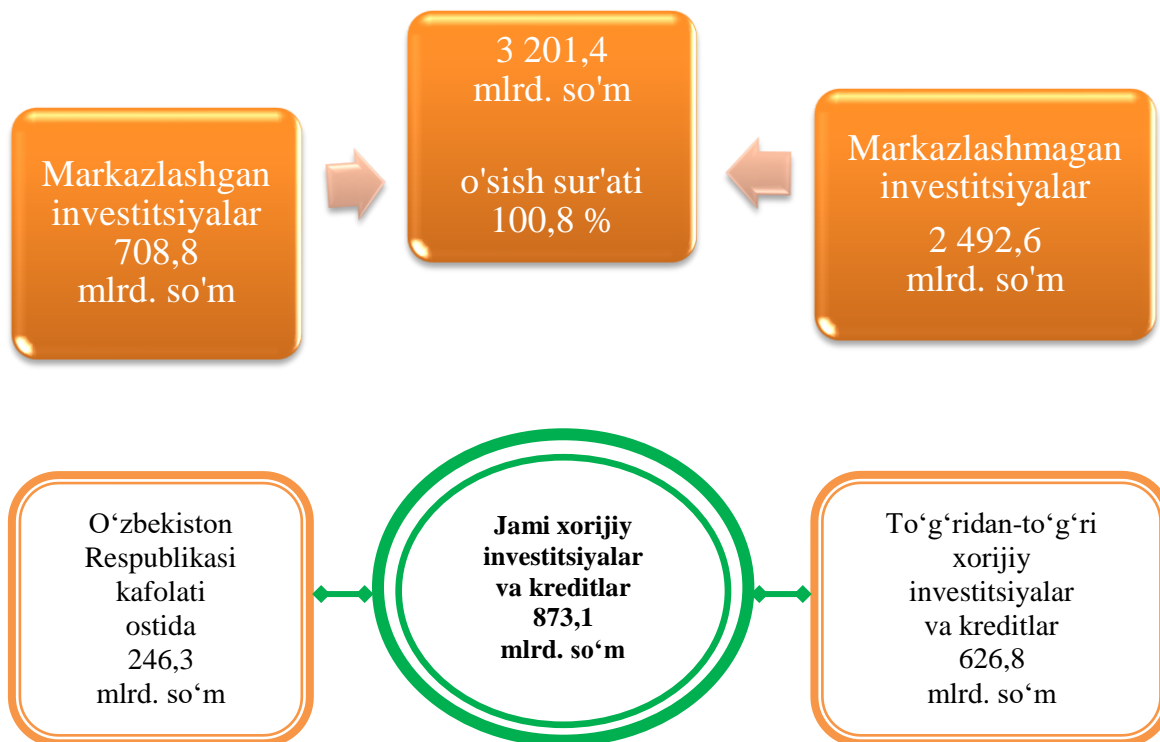 Markazlashgan
investitsiyalar
708,8
mlrd. so'm
3 201,4
mlrd. so'm
o'sish sur'ati
100,8 %
Markazlashmagan
investitsiyalar
2 492,6
mlrd. so'm
O‘zbekiston
Respublikasi
kafolati
ostida
246,3
mlrd. so‘m
Jami xorijiy
investitsiyalar
va kreditlar
873,1
mlrd. so‘m
To‘g‘ridan-to‘g‘ri
xorijiy
investitsiyalar
va kreditlar
626,8
mlrd. so‘m